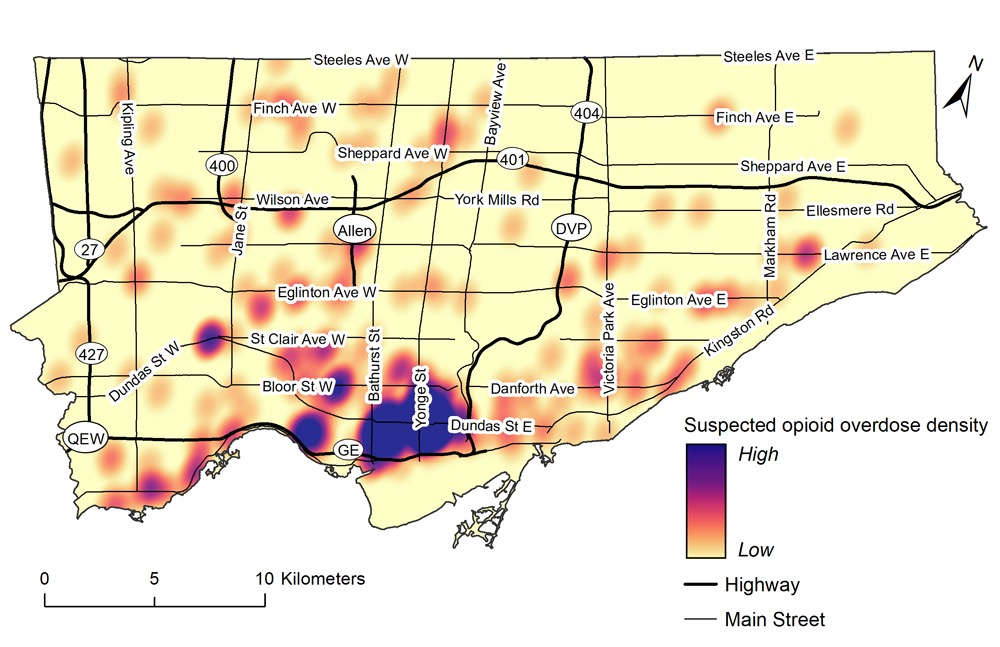 Steeles Ave W
Steeles Ave E
N
Kipling Ave
Finch Ave W
Bayview Ave
404
Finch Ave E
400
Sheppard Ave W
401
Sheppard Ave E
Wilson Ave
York Mills Rd
Ellesmere Rd
Jane St
27
Allen
DVP
Markham Rd
Lawrence Ave E
Eglinton Ave W
Eglinton Ave E
Victoria Park Ave
Kingston Rd
427
Dundas St W
St Clair Ave W
Bathurst St
Bloor St W
Yonge St
Danforth Ave
QEW
GE
Dundas St E
Suspected opioid overdose density
High
Low
0 5 10 Kilometers
Highway
Main Street